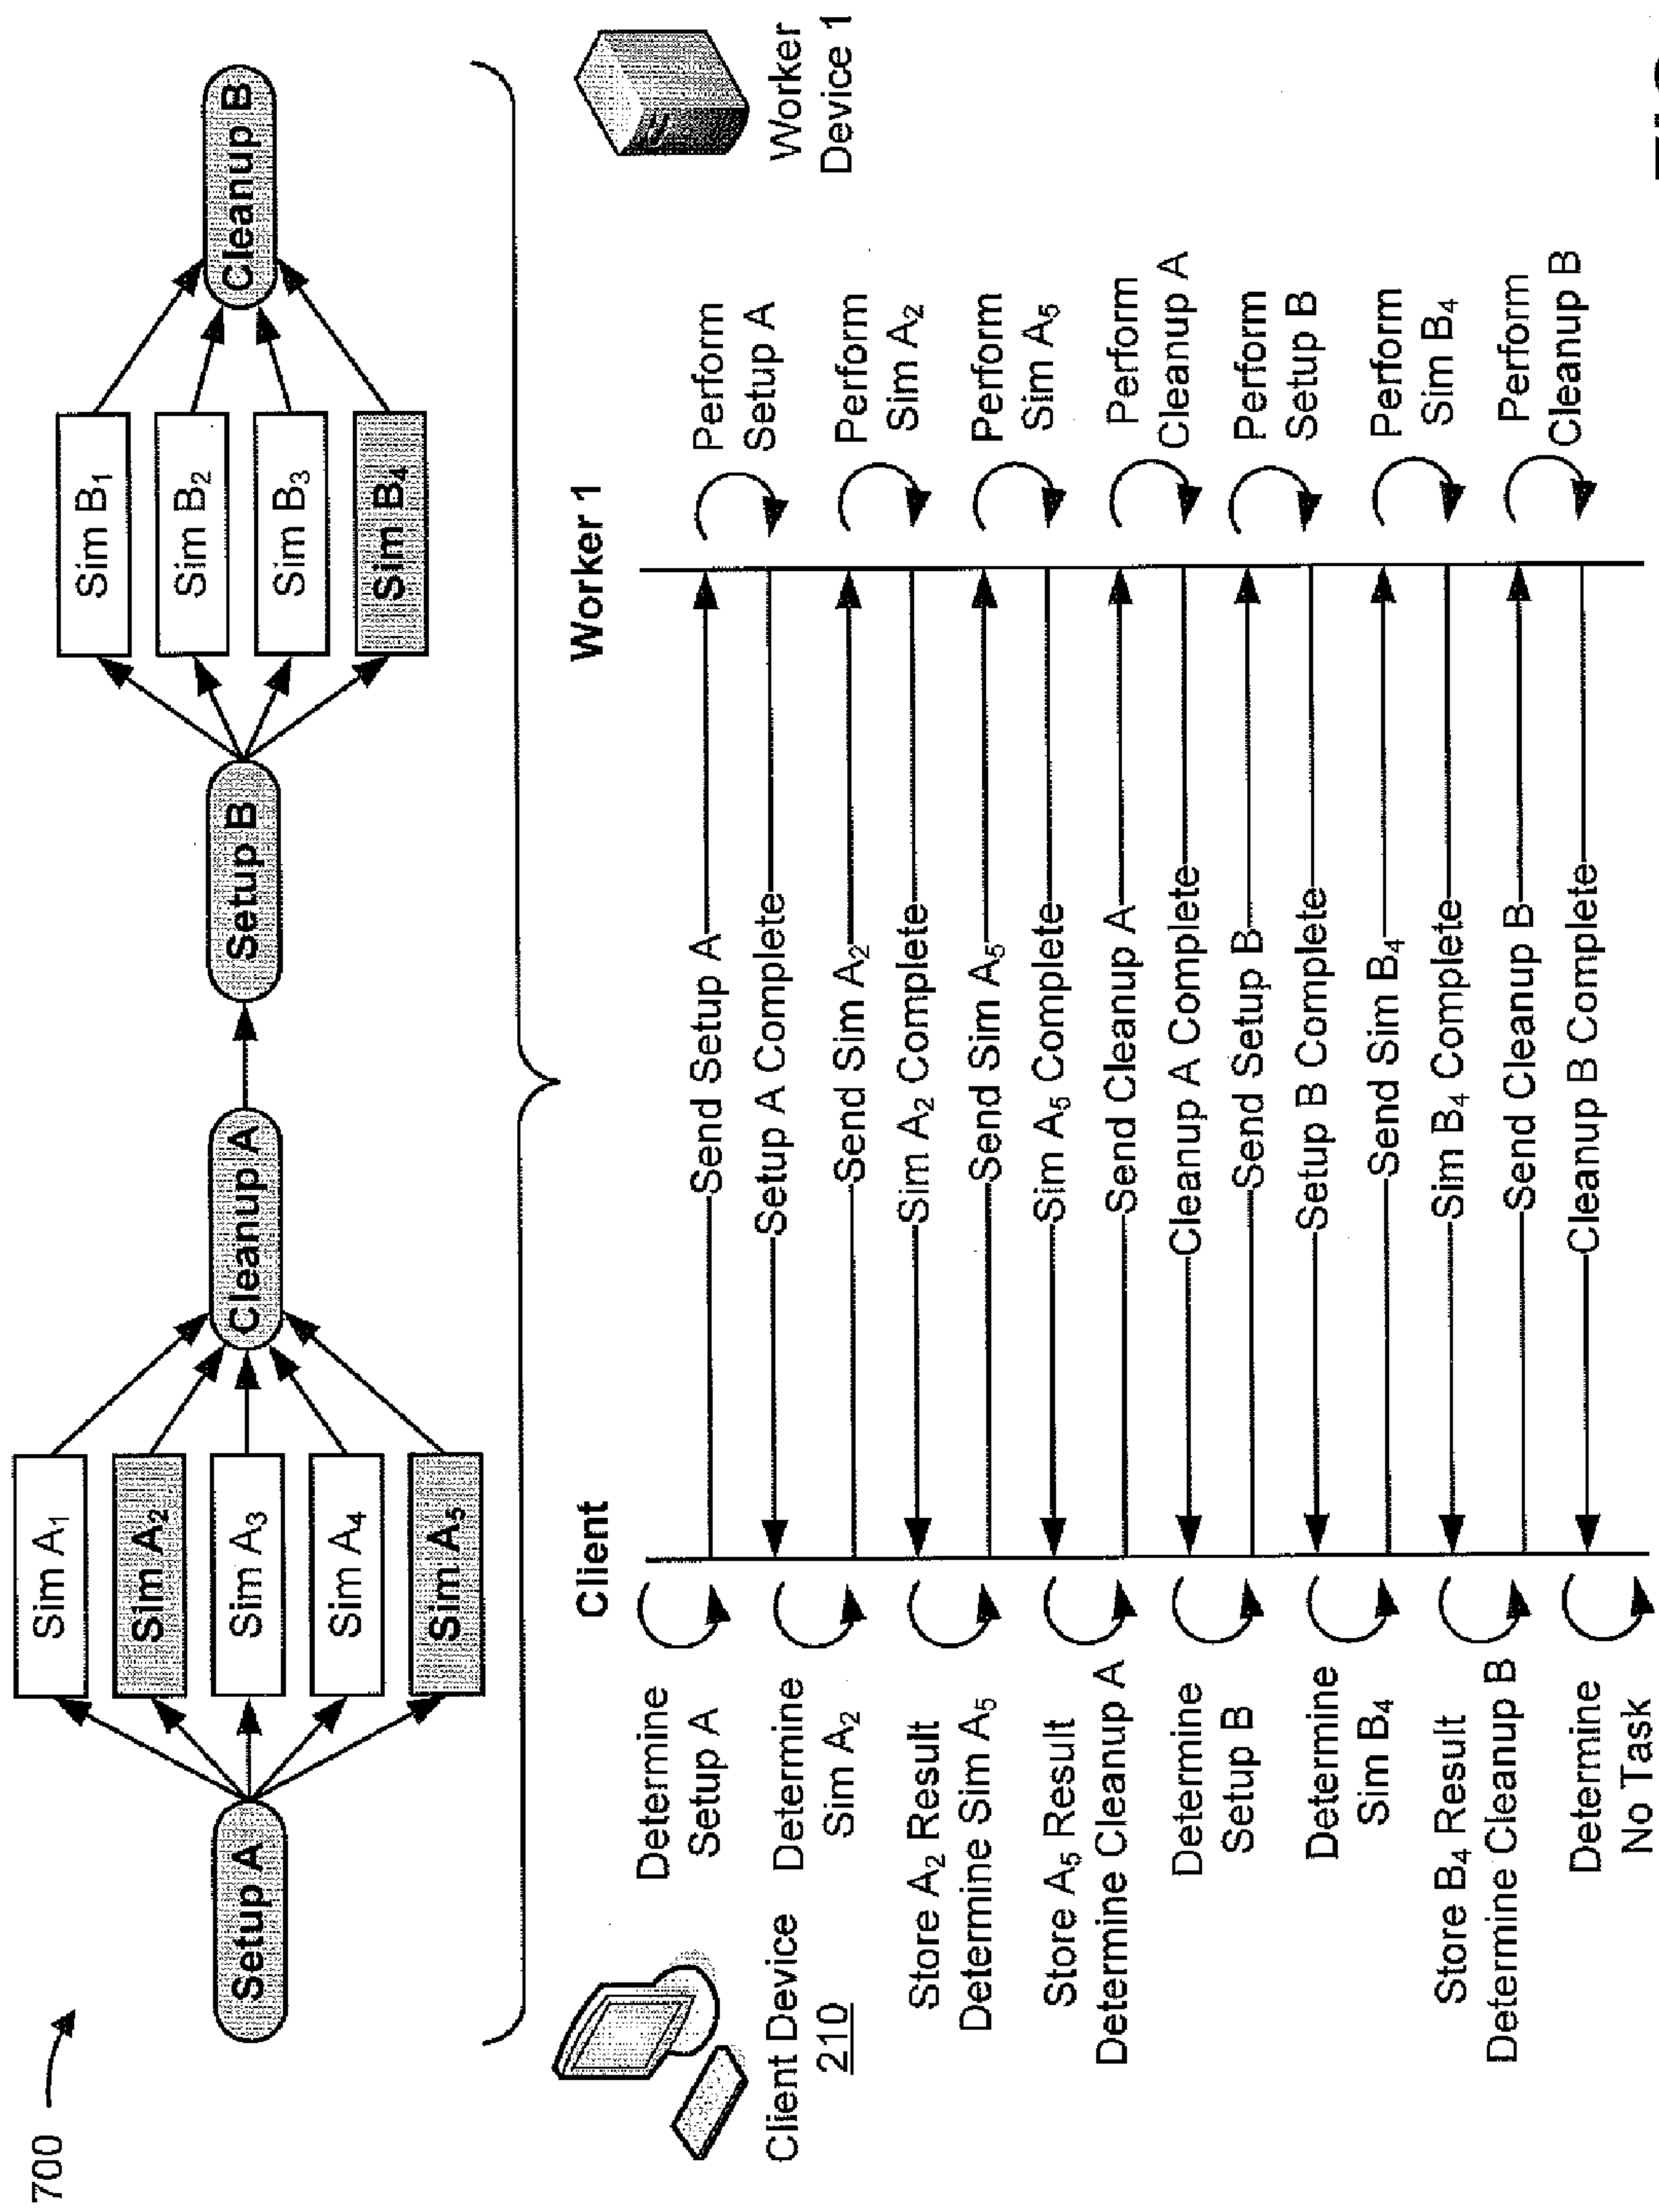 700
Setup A
Sim A₁
Sim A₂
Sim A₃
Sim A₄
Sim A₅
Cleanup A
Setup B
Sim B₁
Sim B₂
Sim B₃
Sim B₄
Cleanup B
Client Device
210
Client
Worker 1
Worker
Device 1
Determine
Setup A
Send Setup A
Perform
Setup A
Setup A Complete
Determine
Sim A₂
Send Sim A₂
Perform
Sim A₂
Sim A₂ Complete
Store A₂ Result
Determine Sim A₅
Send Sim A₅
Perform
Sim A₅
Sim A₅ Complete
Store A₅ Result
Determine Cleanup A
Send Cleanup A
Perform
Cleanup A
Cleanup A Complete
Determine
Setup B
Send Setup B
Perform
Setup B
Setup B Complete
Determine
Sim B₄
Send Sim B₄
Perform
Sim B₄
Sim B₄ Complete
Store B₄ Result
Determine Cleanup B
Send Cleanup B
Perform
Cleanup B
Cleanup B Complete
Determine
No Task